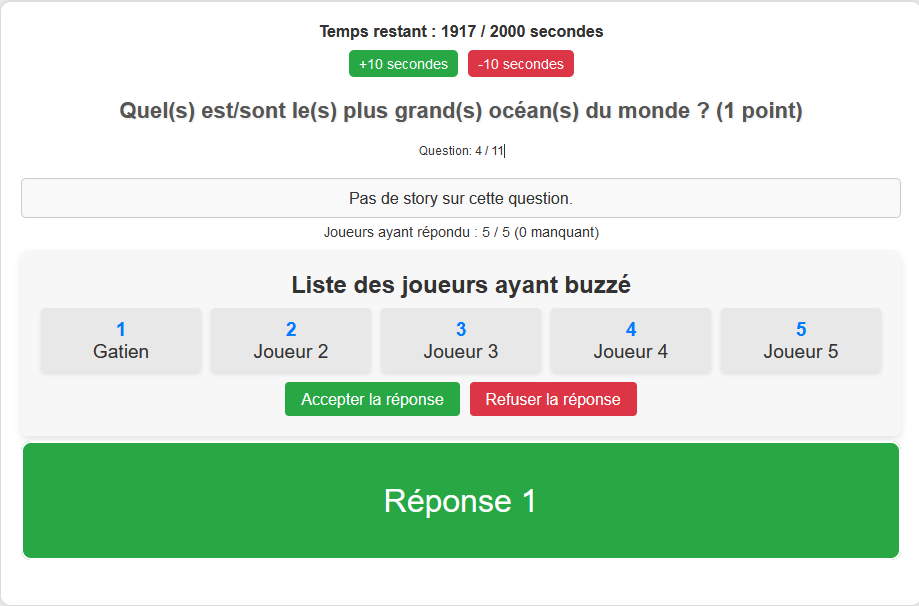 Temps restant : 1917 / 2000 secondes
+10 secondes -10 secondes
Quel(s) est/sont le(s) plus grand(s) océan(s) du monde ? (1 point)
Question: 4 / 11
Pas de story sur cette question.
Joueurs ayant répondu : 5 / 5 (0 manquant)
Liste des joueurs ayant buzzé
1 2 3 4 5
Gatien Joueur 2 Joueur 3 Joueur 4 Joueur 5
Accepter la réponse Refuser la réponse
Réponse 1